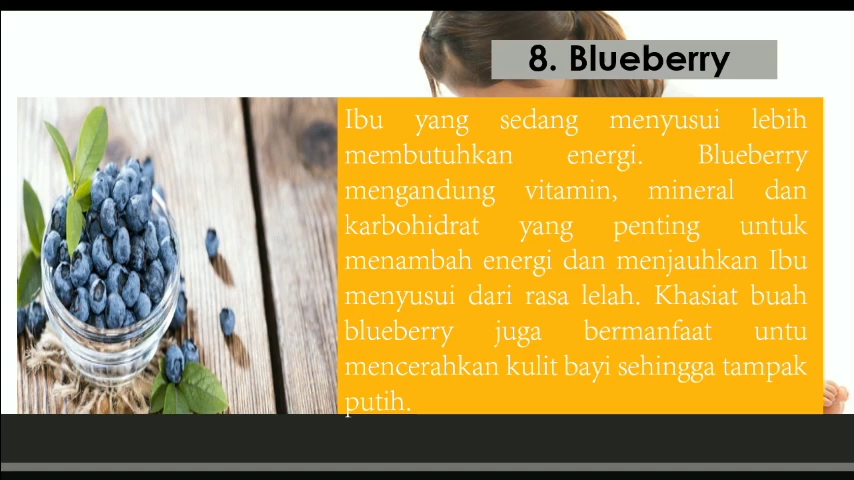 8. Blueberry
Ibu yang sedang menyusui lebih
membutuhkan energi. Blueberry
mengandung vitamin, mineral dan
karbohidrat yang penting untuk
menambah energi dan menjauhkan Ibu
menyusui dari rasa lelah. Khasiat buah
blueberry juga bermanfaat untu
mencerahkan kulit bayi sehingga tampak
putih.